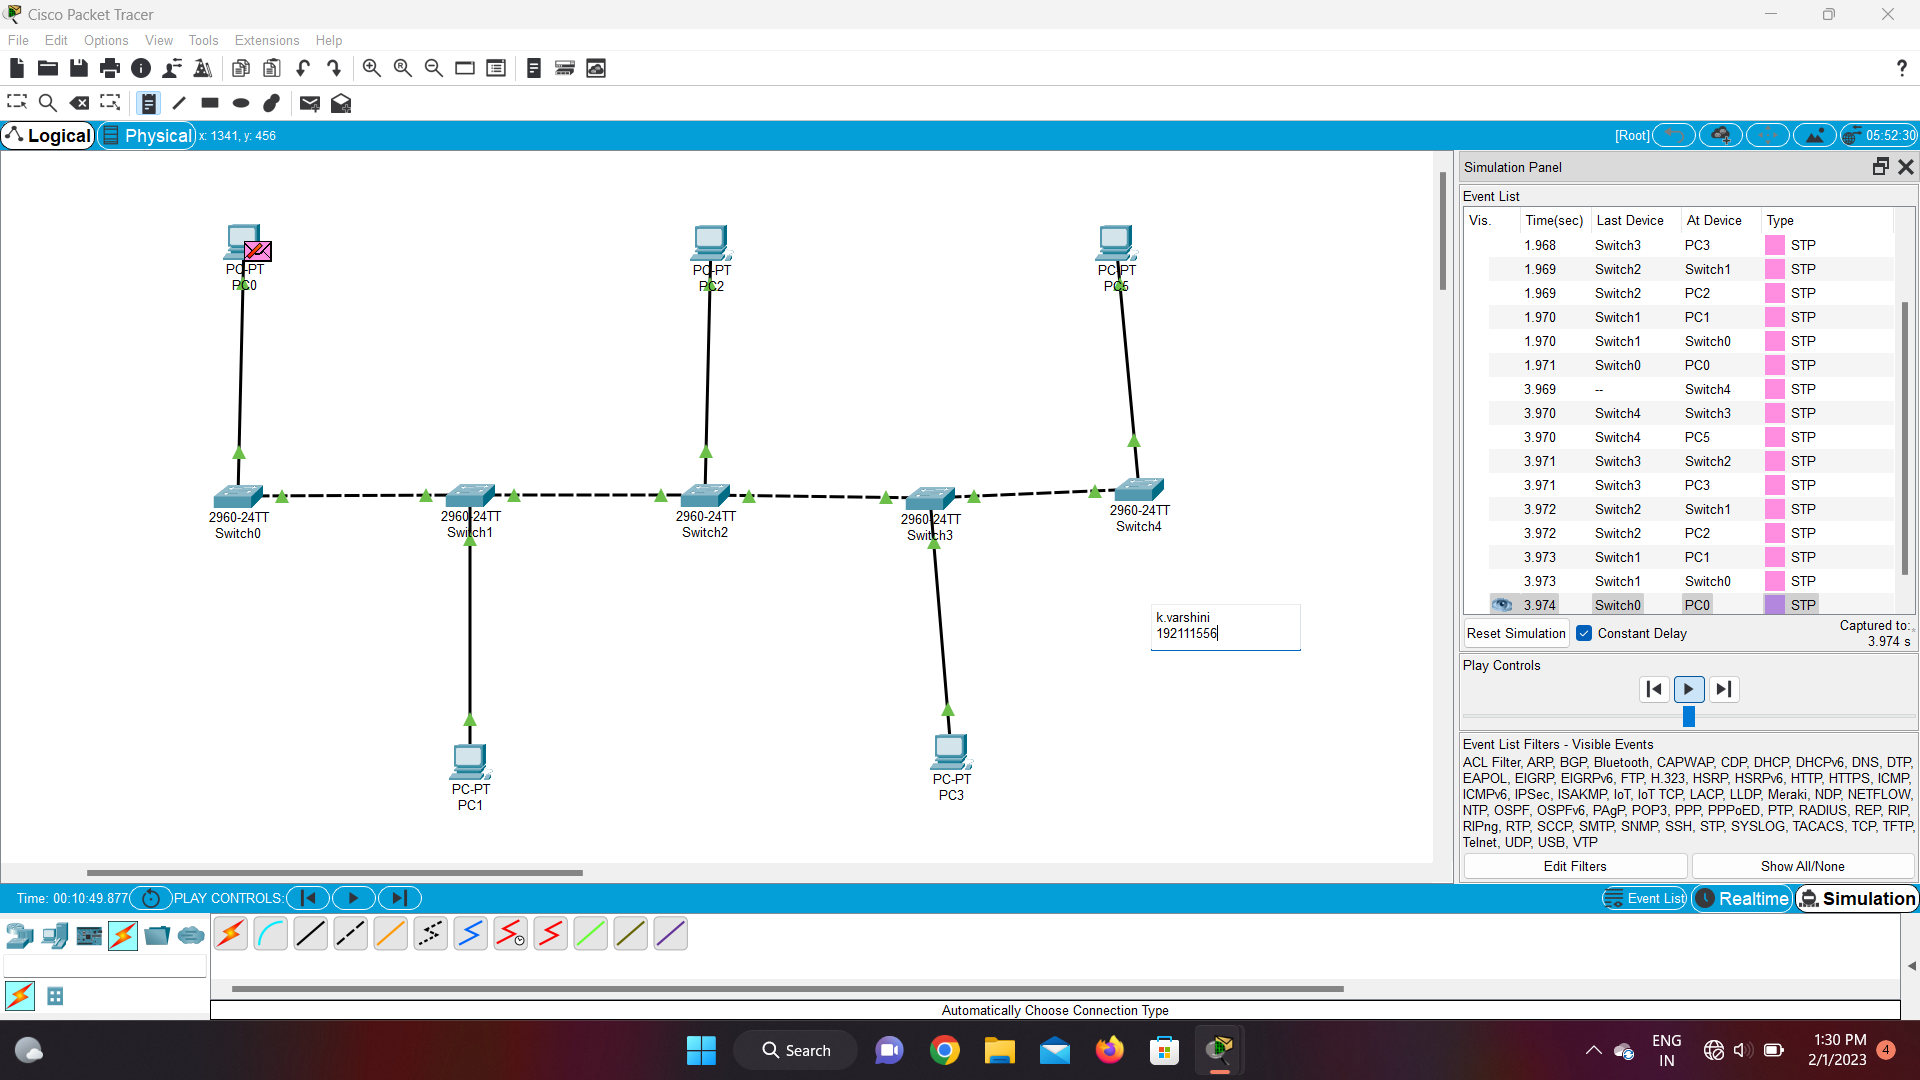 Cisco Packet Tracer
File Edit Options View Tools Extensions Help
Logical Physical x: 1341, y: 456
[Root] 05:52:30
PC-PT
PC0
PC-PT
PC2
PC-PT
PC5
2960-24TT
Switch0
2960-24TT
Switch1
2960-24TT
Switch2
2960-24TT
Switch3
2960-24TT
Switch4
k.varshini
192111556
PC-PT
PC1
PC-PT
PC3
Simulation Panel
Event List
Vis. Time(sec) Last Device At Device Type
1.968 Switch3 PC3 STP
1.969 Switch2 Switch1 STP
1.969 Switch2 PC2 STP
1.970 Switch1 PC1 STP
1.970 Switch1 Switch0 STP
1.971 Switch0 PC0 STP
3.969 -- Switch4 STP
3.970 Switch4 Switch3 STP
3.970 Switch4 PC5 STP
3.971 Switch3 Switch2 STP
3.971 Switch3 PC3 STP
3.972 Switch2 Switch1 STP
3.972 Switch2 PC2 STP
3.973 Switch1 PC1 STP
3.973 Switch1 Switch0 STP
3.974 Switch0 PC0 STP
Reset Simulation Constant Delay Captured to:
3.974 s
Play Controls
Event List Filters - Visible Events
ACL Filter, ARP, BGP, Bluetooth, CAPWAP, CDP, DHCP, DHCPv6, DNS, DTP,
EAPOL, EIGRP, EIGRPv6, FTP, H.323, HSRP, HSRPv6, HTTP, HTTPS, ICMP,
ICMPv6, IPSec, ISAKMP, IoT, IoT TCP, LACP, LLDP, Meraki, NDP, NETFLOW,
NTP, OSPF, OSPFv6, PAgP, POP3, PPP, PPPoED, PTP, RADIUS, REP, RIP,
RIPng, RTP, SCCP, SMTP, SNMP, SSH, STP, SYSLOG, TACACS, TCP, TFTP,
Telnet, UDP, USB, VTP
Edit Filters Show All/None
Time: 00:10:49.877 PLAY CONTROLS:
Event List Realtime Simulation
Automatically Choose Connection Type
Search
ENG
IN
1:30 PM
2/1/2023
4